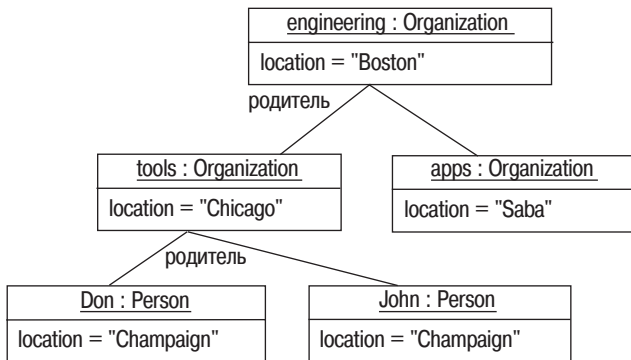 engineering : Organization
location = "Boston"
родитель
tools : Organization
location = "Chicago"
apps : Organization
location = "Saba"
родитель
Don : Person
location = "Champaign"
John : Person
location = "Champaign"